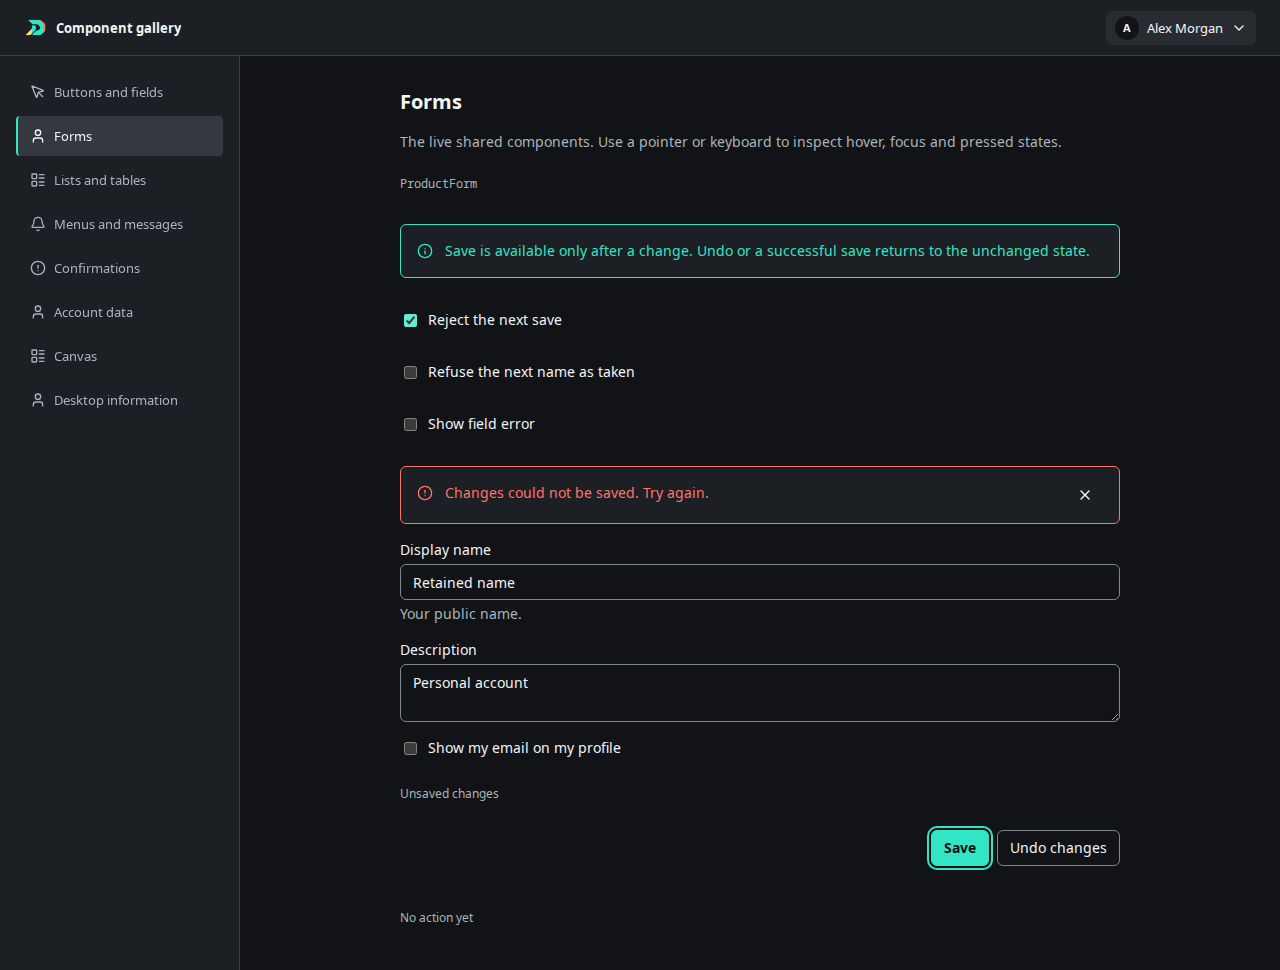 Component gallery
A
Alex Morgan
Buttons and fields
Forms
Lists and tables
Menus and messages
Confirmations
Account data
Canvas
Desktop information
Forms
The live shared components. Use a pointer or keyboard to inspect hover, focus and pressed states.
ProductForm
Save is available only after a change. Undo or a successful save returns to the unchanged state.
Reject the next save
Refuse the next name as taken
Show field error
Changes could not be saved. Try again.
Display name
Retained name
Your public name.
Description
Personal account
Show my email on my profile
Unsaved changes
Save
Undo changes
No action yet